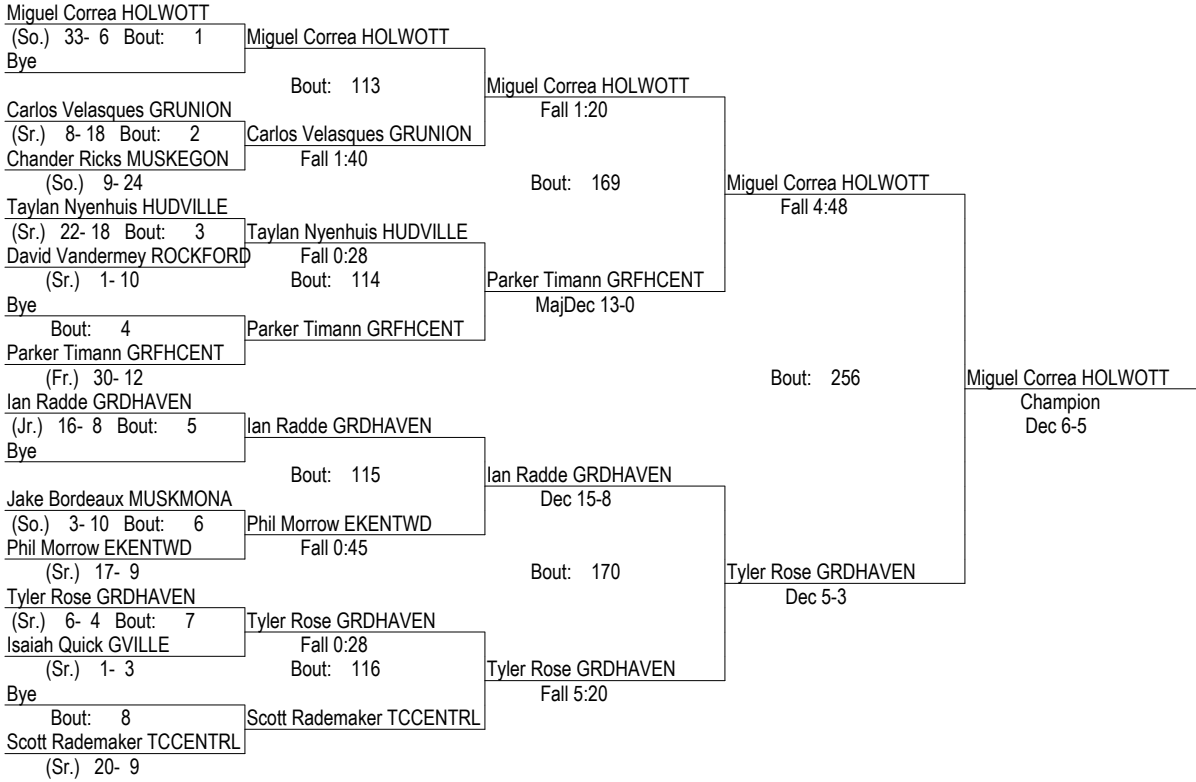 Miguel Correa HOLWOTT
(So.) 33- 6 Bout: 1
Bye
Miguel Correa HOLWOTT
Bout: 113
Miguel Correa HOLWOTT
Fall 1:20
Carlos Velasques GRUNION
(Sr.) 8- 18 Bout: 2
Chander Ricks MUSKEGON
(So.) 9- 24
Carlos Velasques GRUNION
Fall 1:40
Bout: 169
Miguel Correa HOLWOTT
Fall 4:48
Taylan Nyenhuis HUDVILLE
(Sr.) 22- 18 Bout: 3
David Vandermey ROCKFORD
(Sr.) 1- 10
Taylan Nyenhuis HUDVILLE
Fall 0:28
Bout: 114
Parker Timann GRFHCENT
MajDec 13-0
Bye
Bout: 4
Parker Timann GRFHCENT
(Fr.) 30- 12
Parker Timann GRFHCENT
Bout: 256
Miguel Correa HOLWOTT
Champion
Dec 6-5
Ian Radde GRDHAVEN
(Jr.) 16- 8 Bout: 5
Bye
Ian Radde GRDHAVEN
Bout: 115
Ian Radde GRDHAVEN
Dec 15-8
Jake Bordeaux MUSKMONA
(So.) 3- 10 Bout: 6
Phil Morrow EKENTWD
(Sr.) 17- 9
Phil Morrow EKENTWD
Fall 0:45
Bout: 170
Tyler Rose GRDHAVEN
Dec 5-3
Tyler Rose GRDHAVEN
(Sr.) 6- 4 Bout: 7
Isaiah Quick GVILLE
(Sr.) 1- 3
Tyler Rose GRDHAVEN
Fall 0:28
Bout: 116
Tyler Rose GRDHAVEN
Fall 5:20
Bye
Bout: 8
Scott Rademaker TCCENTRL
(Sr.) 20- 9
Scott Rademaker TCCENTRL